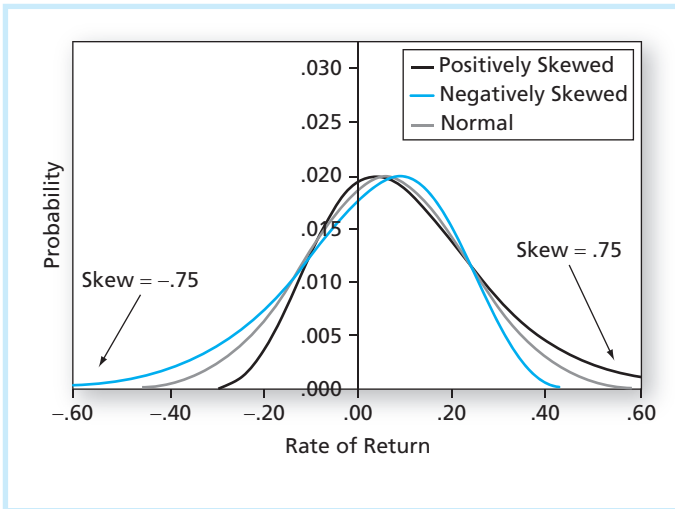 .030
.025
.020
.015
.010
.005
.000
Probability
Positively Skewed
Negatively Skewed
Normal
Skew = –.75
Skew = .75
–.60 –.40 –.20 .00 .20 .40 .60
Rate of Return